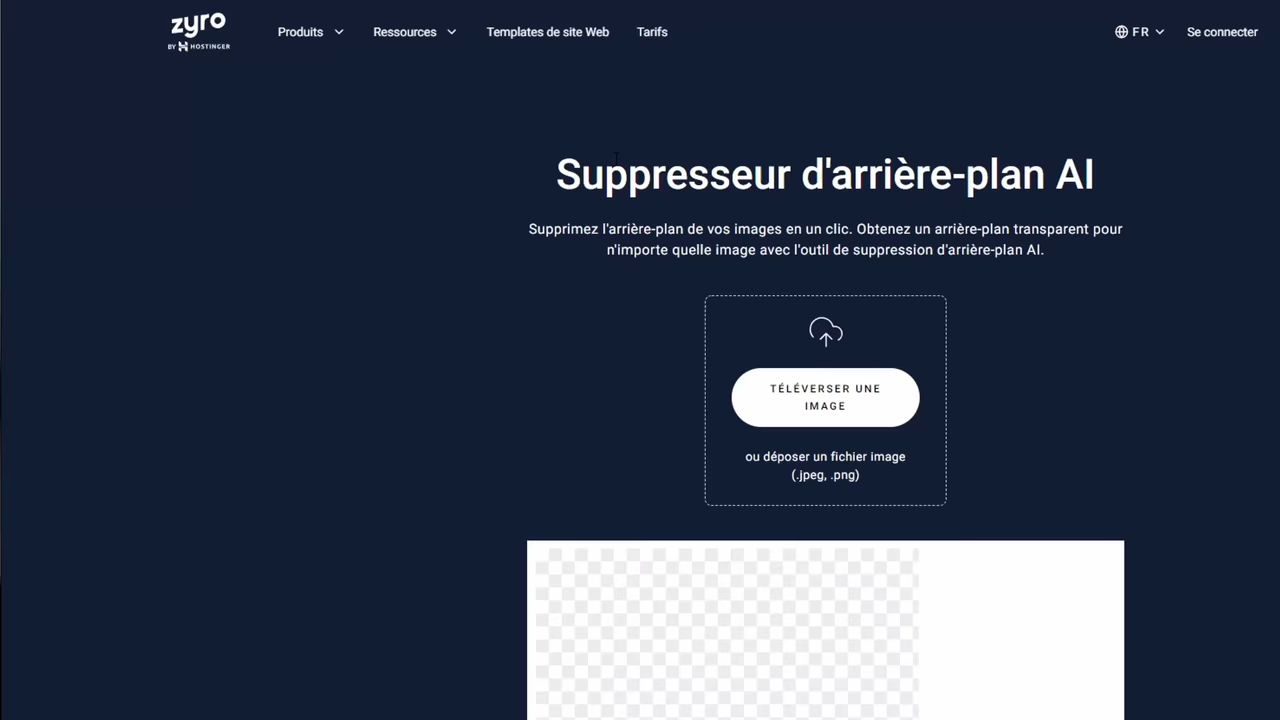 zyro
BY HOSTINGER
Produits
Ressources
Templates de site Web
Tarifs
FR
Se connecter
Suppresseur d'arrière-plan AI
Supprimez l'arrière-plan de vos images en un clic. Obtenez un arrière-plan transparent pour
n'importe quelle image avec l'outil de suppression d'arrière-plan AI.
TÉLÉVERSER UNE
IMAGE
ou déposer un fichier image
(.jpeg, .png)